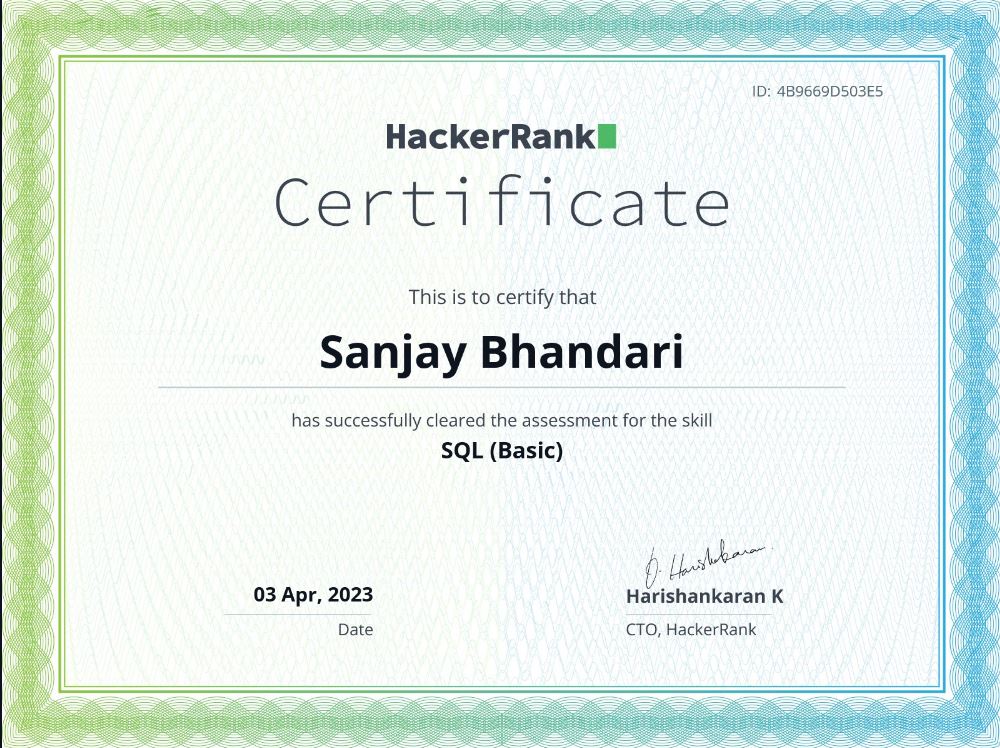 ID: 4B9669D503E5
HackerRank
Certificate
This is to certify that
Sanjay Bhandari
has successfully cleared the assessment for the skill
SQL (Basic)
03 Apr, 2023
Date
O. Harishankaran.
Harishankaran K
CTO, HackerRank